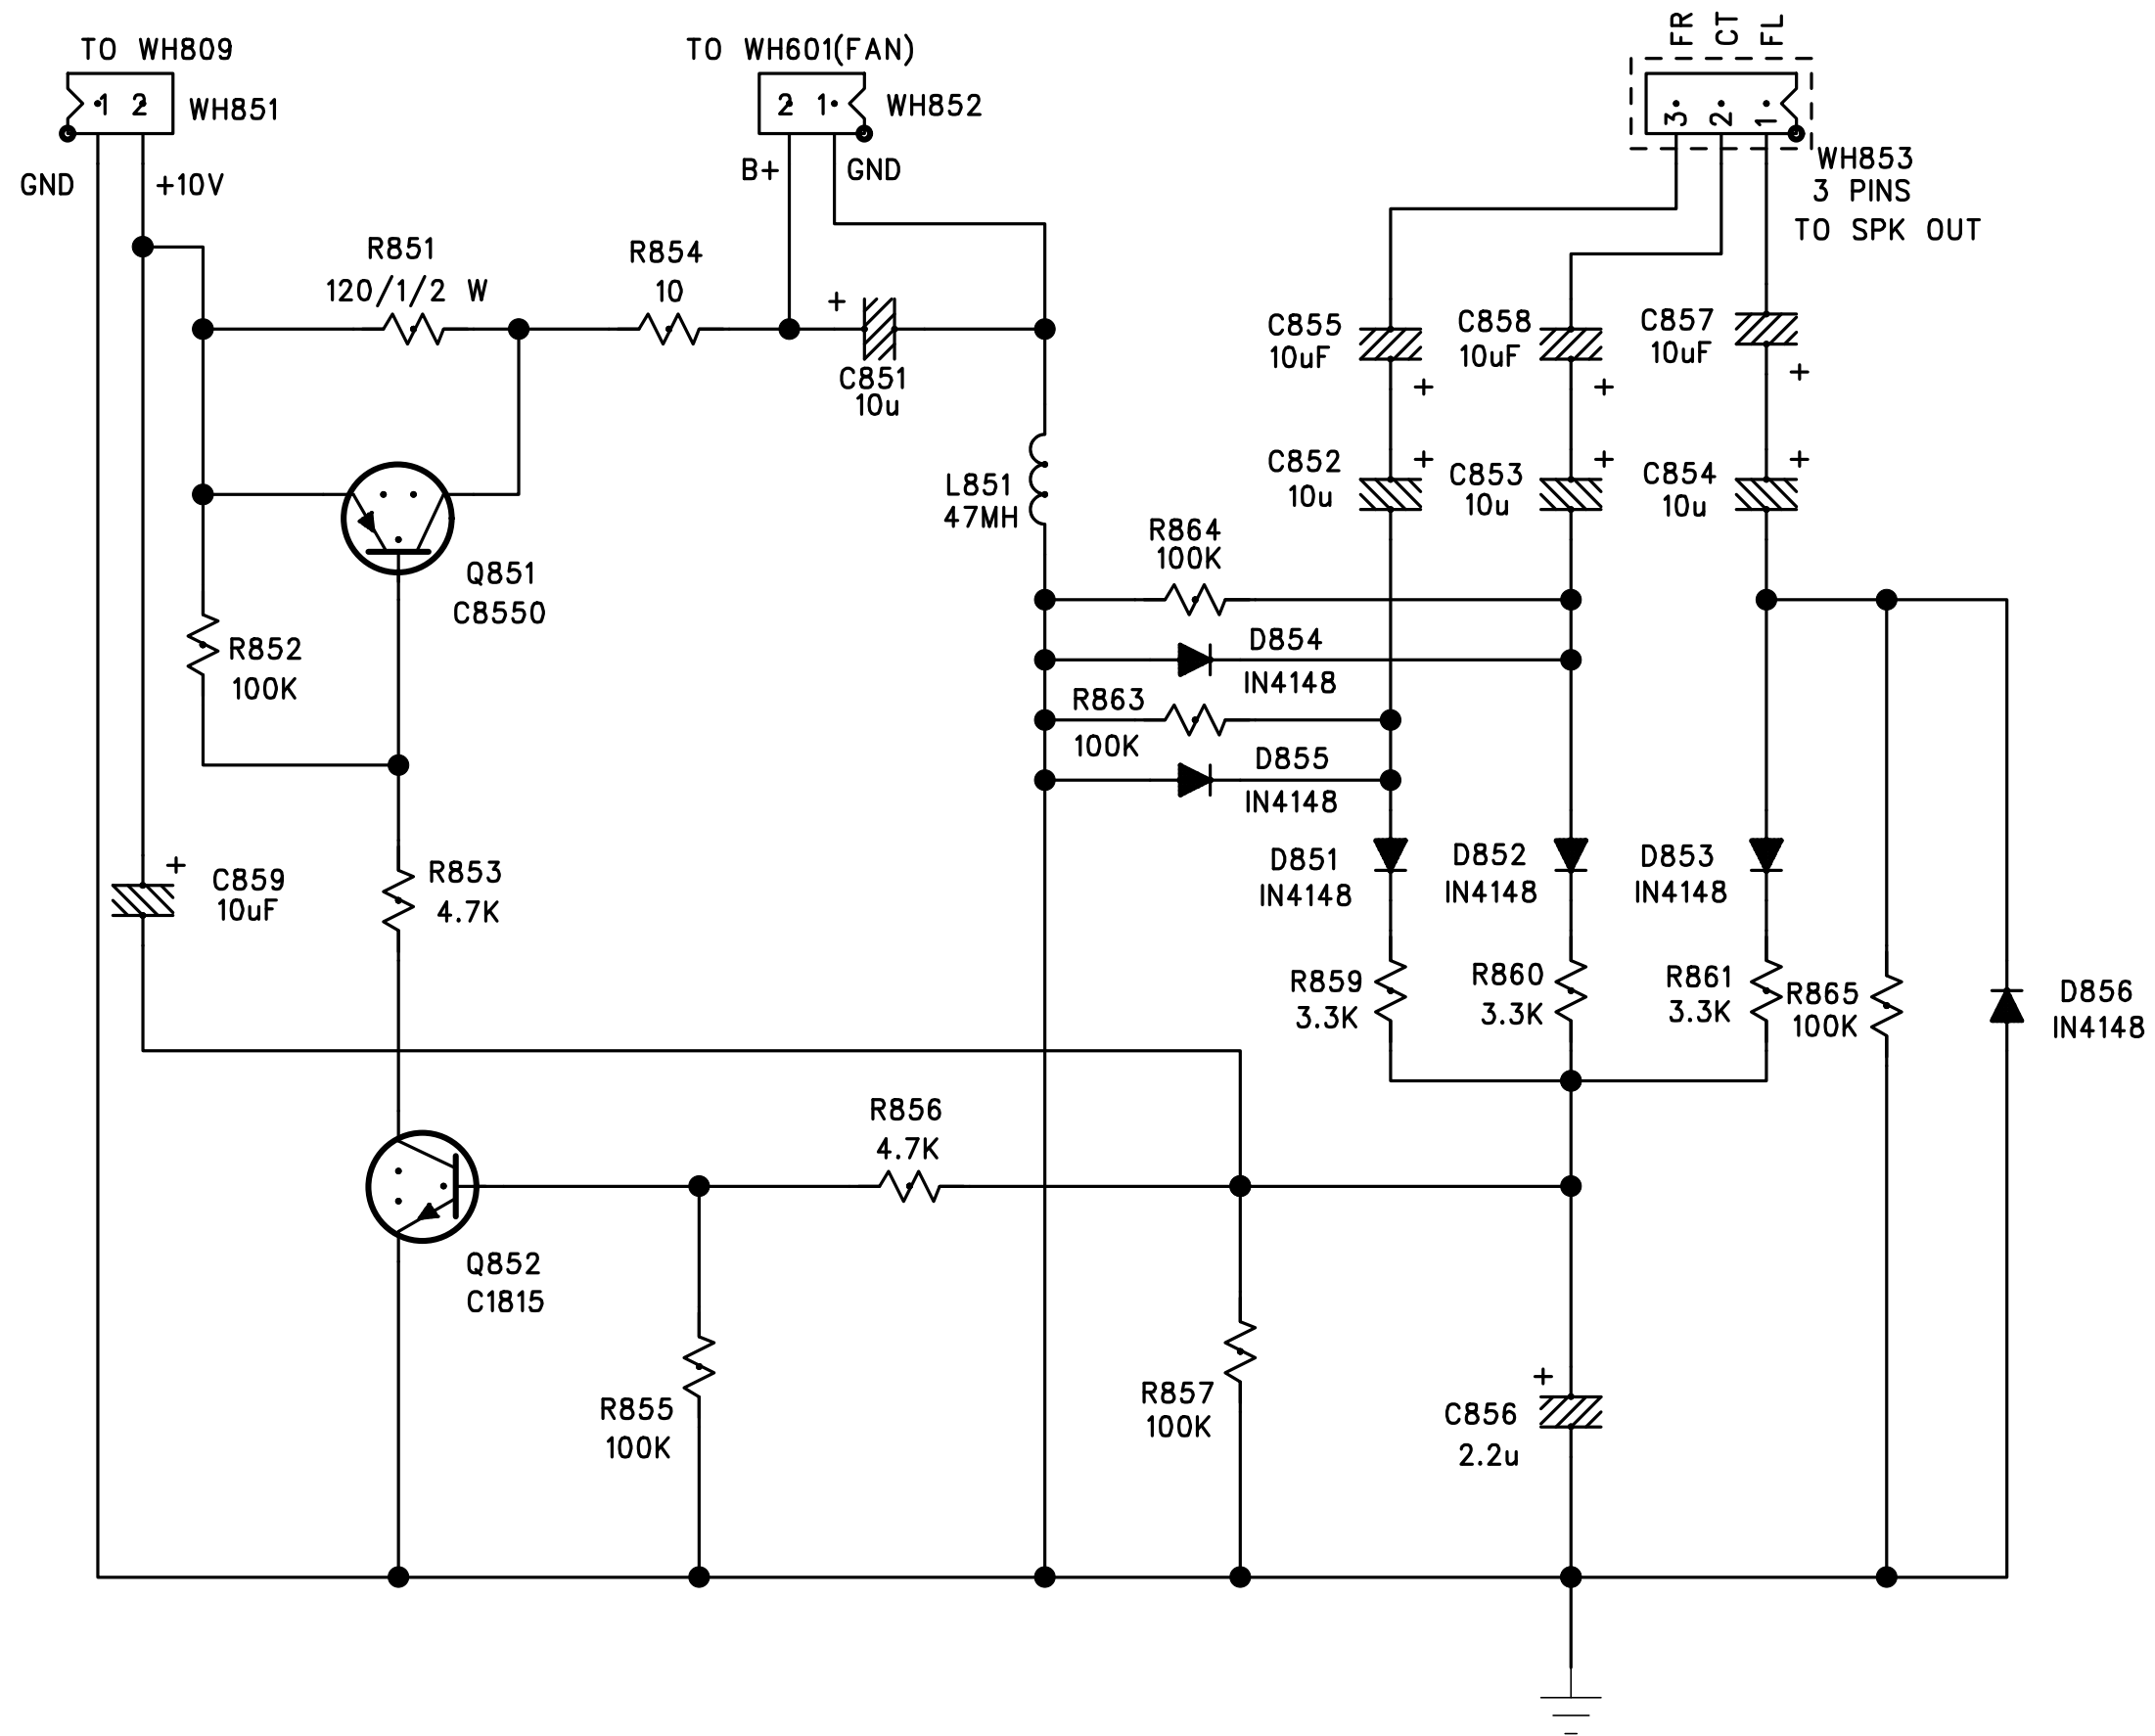 TO WH809
1 2
WH851
GND
+10V
TO WH601(FAN)
2 1
WH852
B+
GND
FR
CT
FL
3
2
1
WH853
3 PINS
TO SPK OUT
R851
120/1/2 W
R854
10
+
C851
10u
C855
10uF
+
C858
10uF
+
C857
10uF
+
C852
10u
+
C853
10u
+
C854
10u
+
L851
47MH
Q851
C8550
R852
100K
R864
100K
D854
IN4148
R863
100K
D855
IN4148
D851
IN4148
D852
IN4148
D853
IN4148
+
C859
10uF
R853
4.7K
R859
3.3K
R860
3.3K
R861
3.3K
R865
100K
D856
IN4148
R856
4.7K
Q852
C1815
R855
100K
R857
100K
+
C856
2.2u